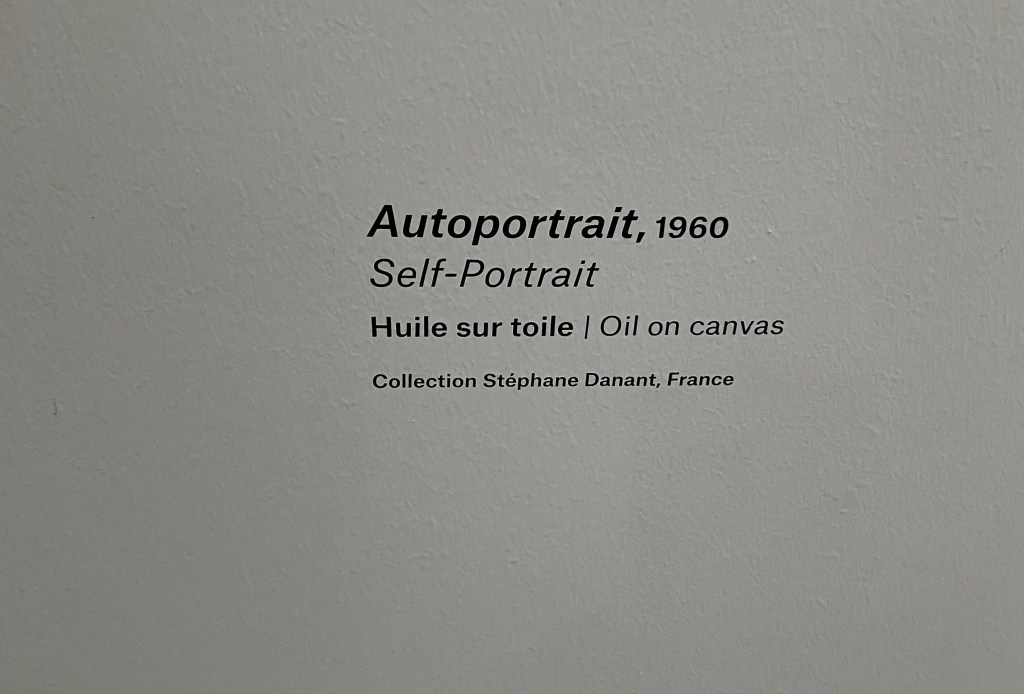 Autoportrait, 1960
Self-Portrait
Huile sur toile | Oil on canvas
Collection Stéphane Danant, France